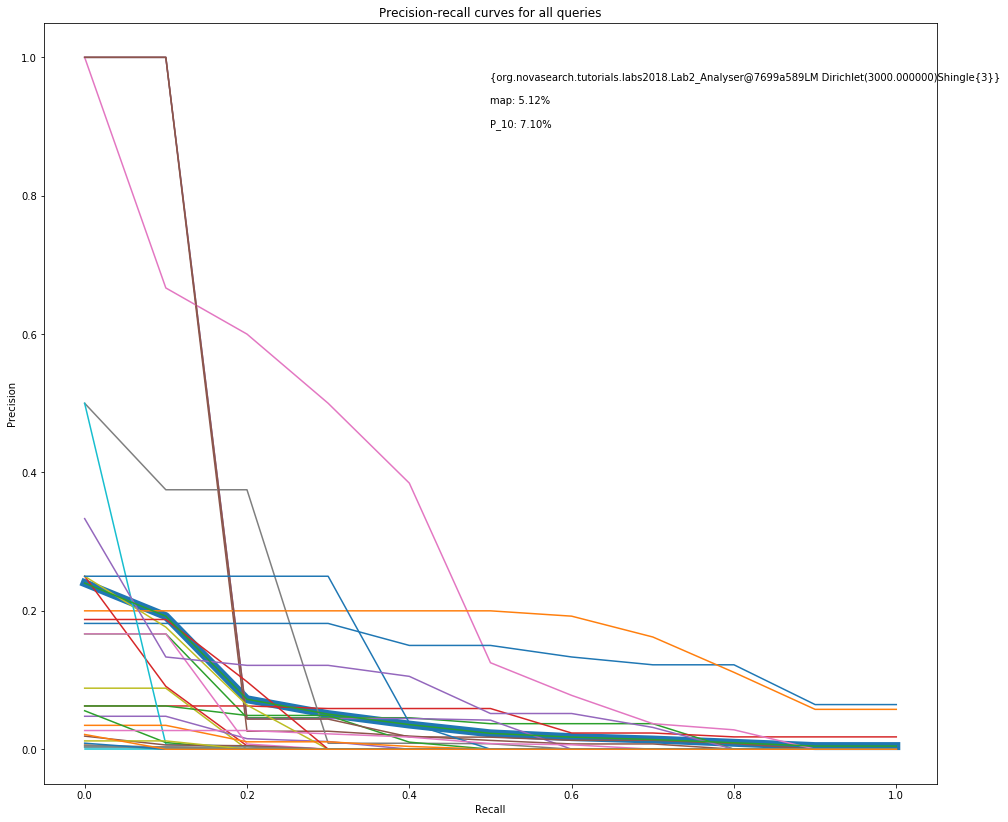 Precision-recall curves for all queries
{org.novasearch.tutorials.labs2018.Lab2_Analyser@7699a589LM Dirichlet(3000.000000)Shingle{3}}
map: 5.12%
P_10: 7.10%
1.0
0.8
0.6
0.4
0.2
0.0
Precision
0.0 0.2 0.4 0.6 0.8 1.0
Recall